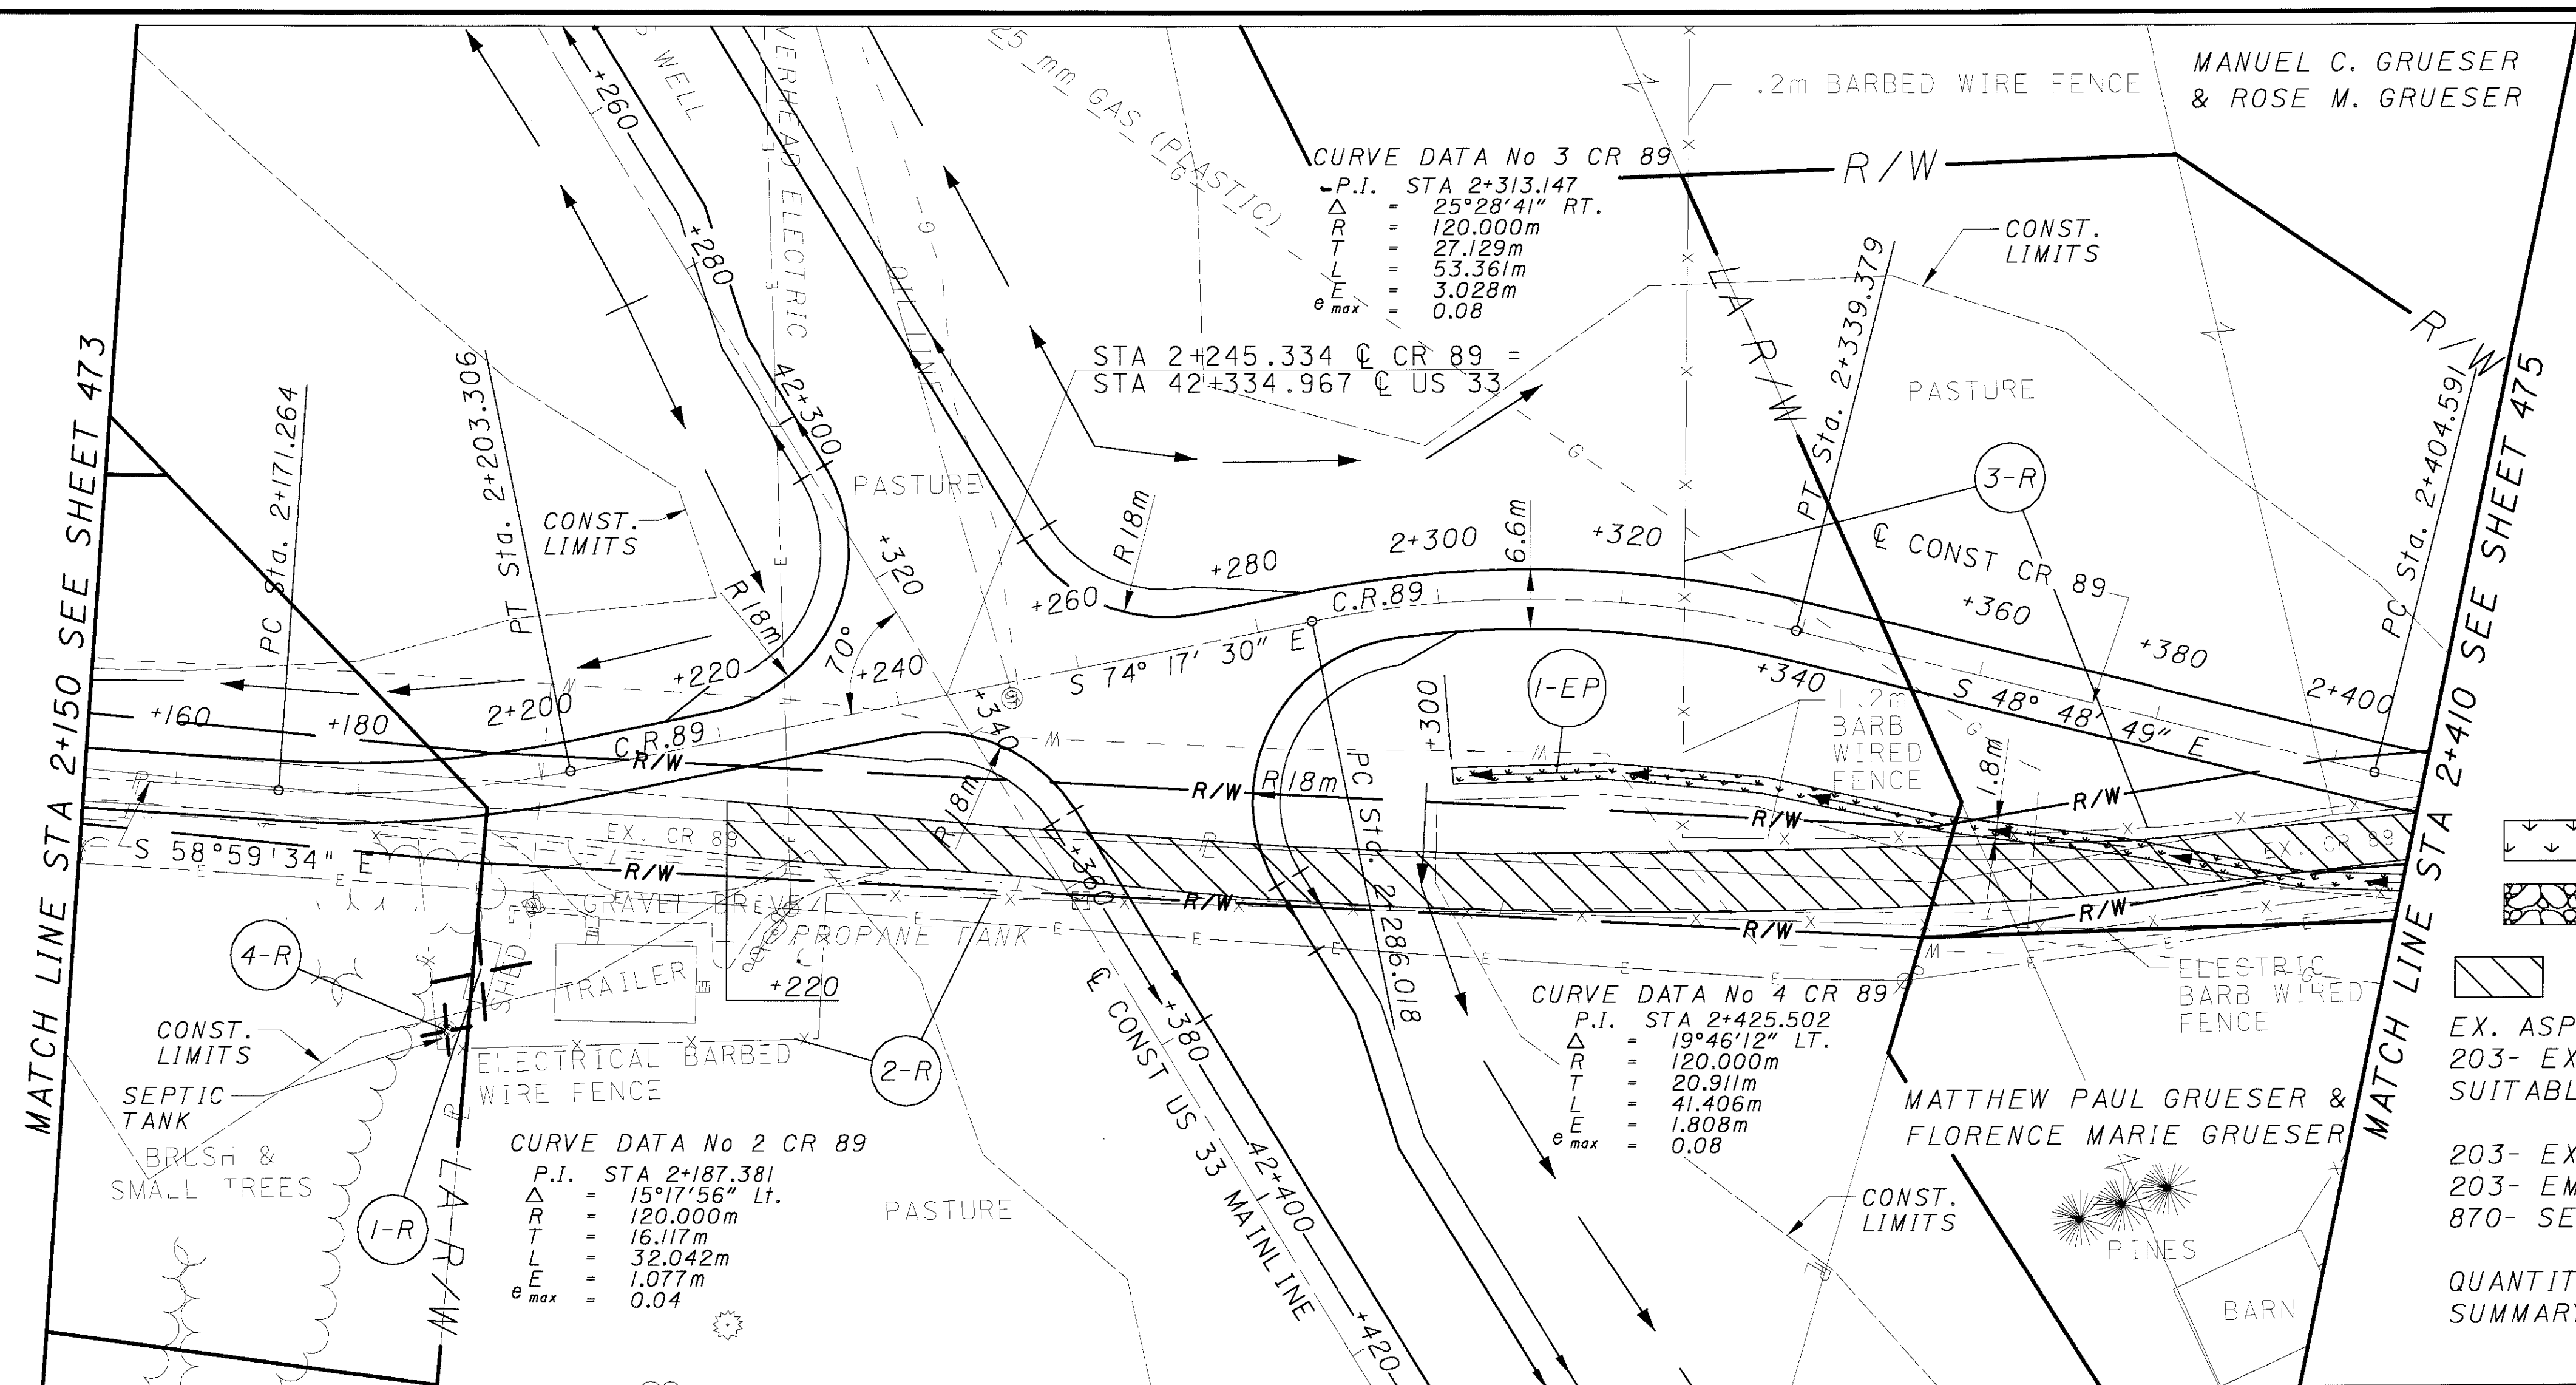 MANUEL C. GRUESER
& ROSE M. GRUESER
WELL
+260
+280
OVERHEAD ELECTRIC
OIL LINE
25 mm GAS (PLASTIC)
1.2m BARBED WIRE FENCE
R/W
CONST.
LIMITS
CURVE DATA No 3 CR 89
P.I. STA 2+313.147
Δ = 25°28'41" RT.
R = 120.000m
T = 27.129m
L = 53.361m
E = 3.028m
e max = 0.08
STA 2+245.334 ℄ CR 89 =
STA 42+334.967 ℄ US 33
LA R/W
PT Sta. 2+339.379
PASTURE
R/W
PC Sta. 2+404.591
MATCH LINE STA 2+150 SEE SHEET 473
PC Sta. 2+171.264
PT Sta. 2+203.306
CONST.
LIMITS
42+300
PASTURE
+320
R18m
70°
R18m
+260
+280
2+300
6.6m
+320
3-R
℄ CONST CR 89
+360
+380
2+400
MATCH LINE STA 2+410 SEE SHEET 475
+160
+180
2+200
+220
+240
S 74° 17' 30" E
C.R.89
C.R.89
+340
+340
1-EP
+300
1.2m
BARB
WIRED
FENCE
S 48° 48' 49" E
1.8m
R/W
R/W
R/W
R/W
R18m
R18m
PC Sta. 2+286.018
S 58°59'34" E
EX. CR 89
EX. CR 89
R/W
R/W
R/W
R/W
GRAVEL DRIVE
PROPANE TANK
+360
+220
TRAILER
SHED
4-R
CONST.
LIMITS
SEPTIC
TANK
BRUSH &
SMALL TREES
1-R
ELECTRICAL BARBED
WIRE FENCE
2-R
LA R/W
CURVE DATA No 2 CR 89
P.I. STA 2+187.381
Δ = 15°17'56" Lt.
R = 120.000m
T = 16.117m
L = 32.042m
E = 1.077m
e max = 0.04
PASTURE
℄ CONST US 33 MAINLINE
+380
42+400
+420
CURVE DATA No 4 CR 89
P.I. STA 2+425.502
Δ = 19°46'12" LT.
R = 120.000m
T = 20.911m
L = 41.406m
E = 1.808m
e max = 0.08
ELECTRIC
BARB WIRED
FENCE
MATTHEW PAUL GRUESER &
FLORENCE MARIE GRUESER
CONST.
LIMITS
PINES
BARN
EX. ASP
203- EX
SUITABL
203- EX
203- EM
870- SE
QUANTIT
SUMMAR